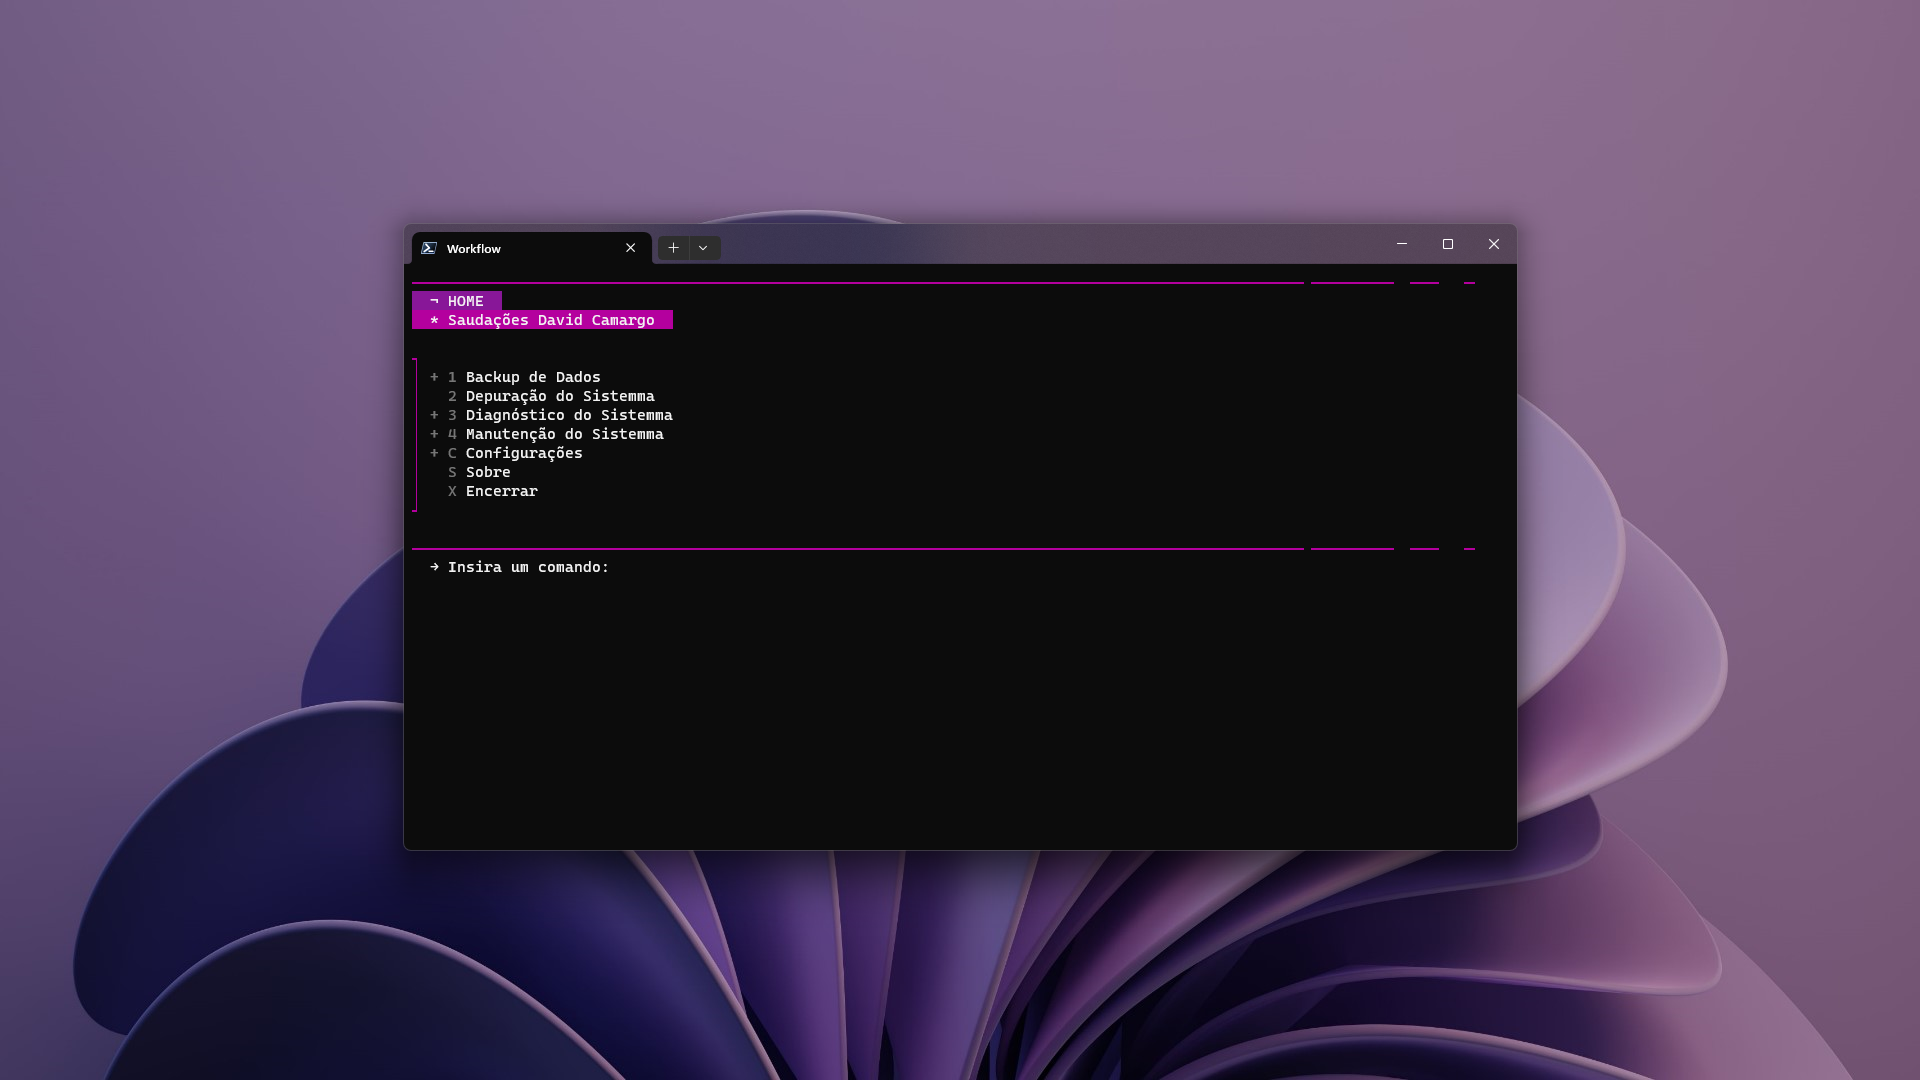 Workflow
¬ HOME
* Saudações David Camargo
+ 1 Backup de Dados
2 Depuração do Sistemma
+ 3 Diagnóstico do Sistemma
+ 4 Manutenção do Sistemma
+ C Configurações
S Sobre
X Encerrar
→ Insira um comando: